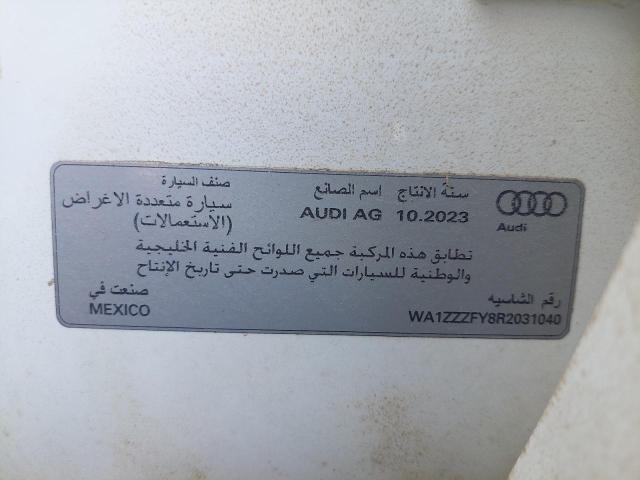 سنة الانتاج اسم الصانع صنف السيارة
10.2023 AUDI AG سيارة متعددة الاغراض
(الأستعمالات)
Audi
تطابق هذه المركبة جميع اللوائح الفنية الخليجية
والوطنية للسيارات التي صدرت حتى تاريخ الإنتاج
رقم الشاسيه صنعت في
WA1ZZZFY8R2031040 MEXICO